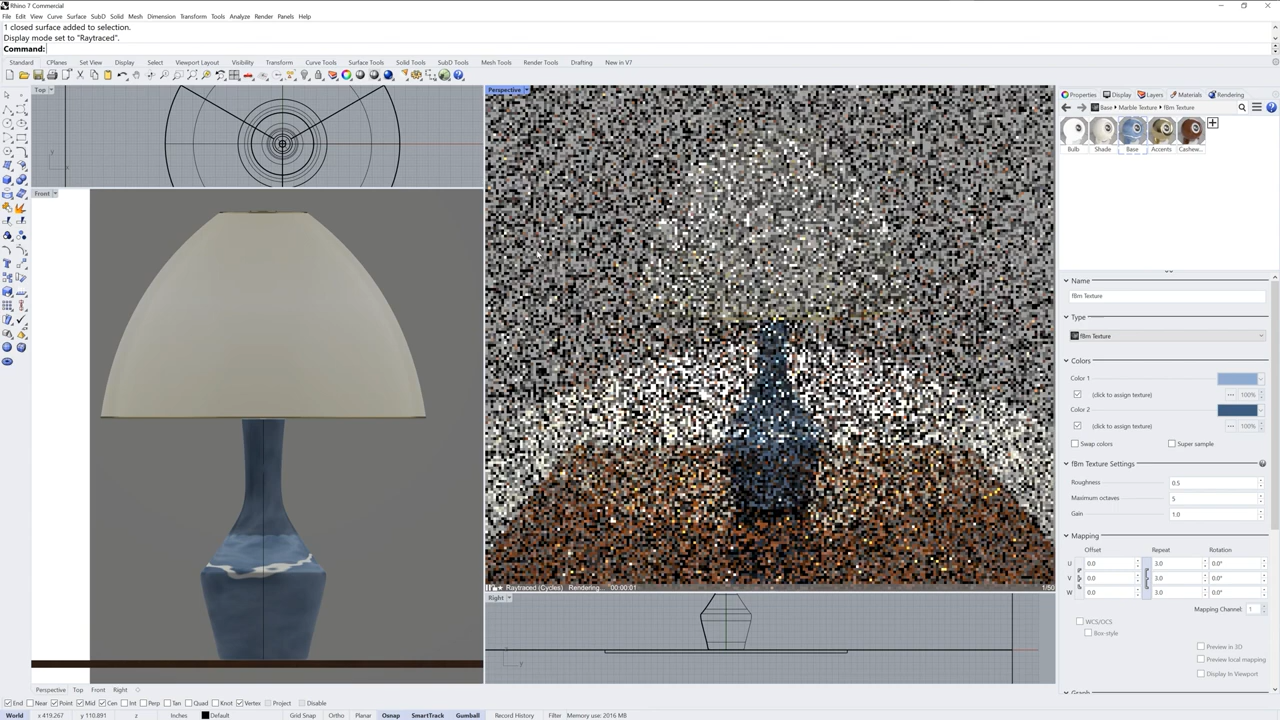 Rhino 7 Commercial
File Edit View Curve Surface SubD Solid Mesh Dimension Transform Tools Analyze Render Panels Help
1 closed surface added to selection.
Display mode set to "Raytraced".
Command:
Standard CPlanes Set View Display Select Viewport Layout Visibility Transform Curve Tools Surface Tools Solid Tools SubD Tools Mesh Tools Render Tools Drafting New in V7
Top
Perspective
Properties Display Layers Materials Rendering
Base › Marble Texture › fBm Texture
Bulb Shade Base Accents Cashew...
Front
Name
fBm Texture
Type
fBm Texture
Colors
Color 1
(click to assign texture) ... 100%
Color 2
(click to assign texture) ... 100%
Swap colors Super sample
fBm Texture Settings
Roughness 0.5
Maximum octaves 5
Gain 1.0
Mapping
Offset Repeat Rotation
U 0.0 3.0 0.0°
V 0.0 3.0 0.0°
W 0.0 3.0 0.0°
Mapping Channel: 1
WCS/OCS
Box-style
Preview in 3D
Preview local mapping
Display In Viewport
Raytraced (Cycles) Rendering... 00:00:01 1/50
Right
y
Perspective Top Front Right
End Near Point Mid Cen Int Perp Tan Quad Knot Vertex Project Disable
World x 419.267 y 110.891 z Inches Default Grid Snap Ortho Planar Osnap SmartTrack Gumball Record History Filter Memory use: 2016 MB